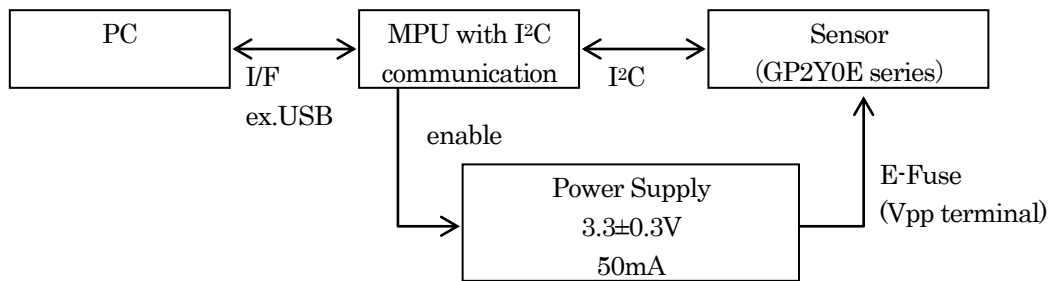 PC
I/F
ex.USB
MPU with I²C
communication
I²C
Sensor
(GP2Y0E series)
enable
Power Supply
3.3±0.3V
50mA
E-Fuse
(Vpp terminal)